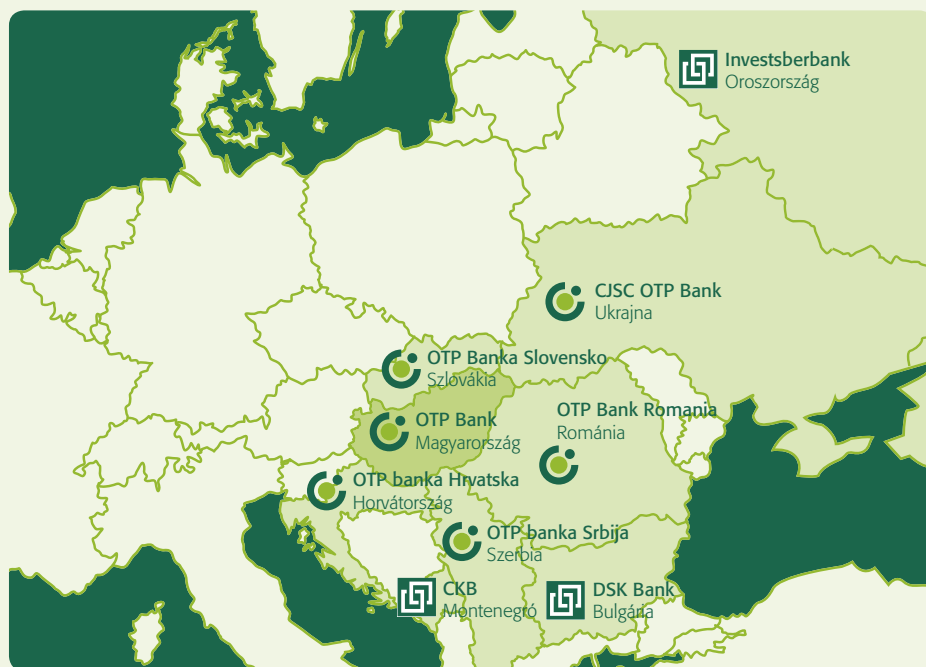 Investsberbank
Oroszország
CJSC OTP Bank
Ukrajna
OTP Banka Slovensko
Szlovákia
OTP Bank
Magyarország
OTP Bank Romania
Románia
OTP banka Hrvatska
Horvátország
OTP banka Srbija
Szerbia
CKB
Montenegró
DSK Bank
Bulgária